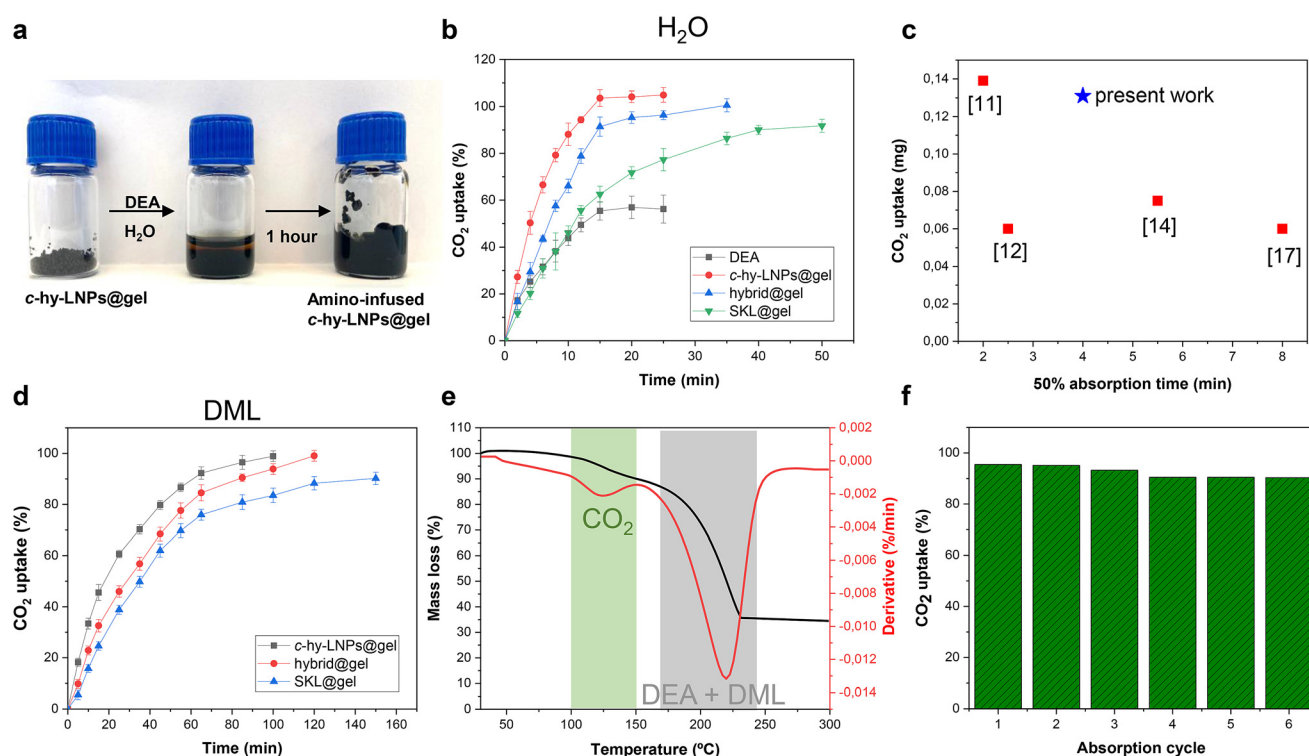 a
DEA
H₂O
1 hour
c-hy-LNPs@gel
Amino-infused
c-hy-LNPs@gel
b
H₂O
CO₂ uptake (%)
120
100
80
60
40
20
0
DEA
c-hy-LNPs@gel
hybrid@gel
SKL@gel
0 10 20 30 40 50
Time (min)
c
CO₂ uptake (mg)
0,14
0,12
0,10
0,08
0,06
0,04
0,02
0,00
[11]
present work
[12]
[14]
[17]
2 3 4 5 6 7 8
50% absorption time (min)
d
DML
CO₂ uptake (%)
100
80
60
40
20
0
c-hy-LNPs@gel
hybrid@gel
SKL@gel
0 20 40 60 80 100 120 140 160
Time (min)
e
Mass loss (%)
110
100
90
80
70
60
50
40
30
20
10
0
CO₂
DEA + DML
0,002
0,000
-0,002
-0,004
-0,006
-0,008
-0,010
-0,012
-0,014
Derivative (%/min)
50 100 150 200 250 300
Temperature (ºC)
f
CO₂ uptake (%)
100
80
60
40
20
0
1 2 3 4 5 6
Absorption cycle